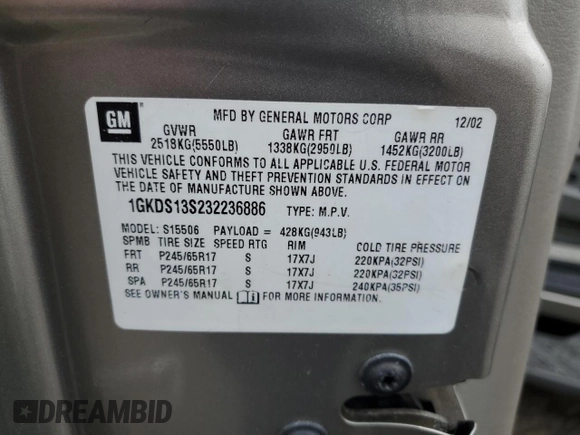 GM
MFD BY GENERAL MOTORS CORP 12/02
GVWR GAWR FRT GAWR RR
2518KG(5550LB) 1338KG(2950LB) 1452KG(3200LB)
THIS VEHICLE CONFORMS TO ALL APPLICABLE U.S. FEDERAL MOTOR
VEHICLE SAFETY AND THEFT PREVENTION STANDARDS IN EFFECT ON
THE DATE OF MANUFACTURE SHOWN ABOVE.
1GKDS13S232236886 TYPE: M.P.V.
MODEL: S15506 PAYLOAD = 428KG(943LB)
SPMB TIRE SIZE SPEED RTG RIM COLD TIRE PRESSURE
FRT P245/65R17 S 17X7J 220KPA(32PSI)
RR P245/65R17 S 17X7J 220KPA(32PSI)
SPA P245/65R17 S 17X7J 240KPA(35PSI)
SEE OWNER'S MANUAL FOR MORE INFORMATION.
DREAMBID